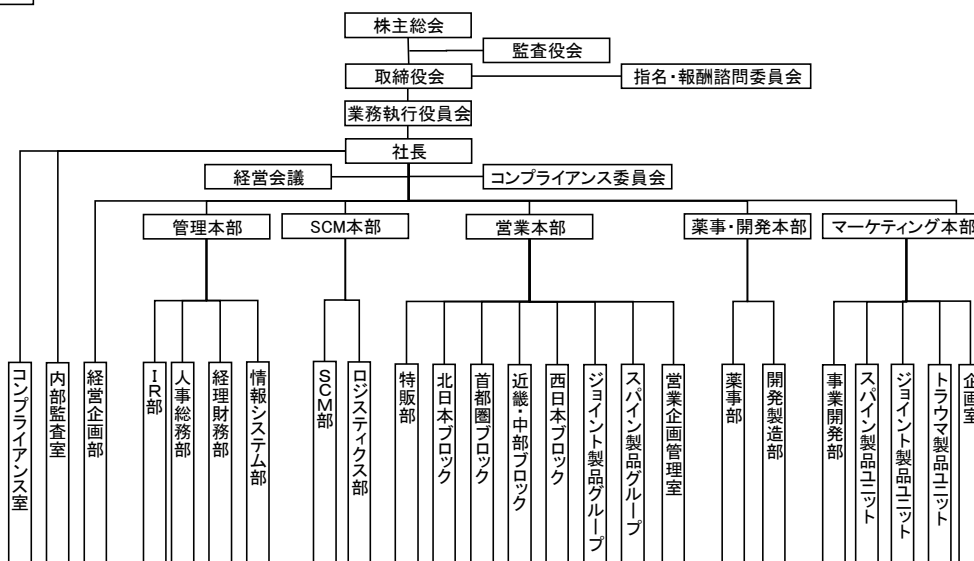 株主総会
監査役会
取締役会
指名・報酬諮問委員会
業務執行役員会
社長
経営会議
コンプライアンス委員会
管理本部
SCM本部
営業本部
薬事・開発本部
マーケティング本部
コンプライアンス室
内部監査室
経営企画部
IR部
人事総務部
経理財務部
情報システム部
SCM部
ロジスティクス部
特販部
北日本ブロック
首都圏ブロック
近畿・中部ブロック
西日本ブロック
ジョイント製品グループ
スパイン製品グループ
営業企画管理室
薬事部
開発製造部
事業開発部
スパイン製品ユニット
ジョイント製品ユニット
トラウマ製品ユニット
企画室